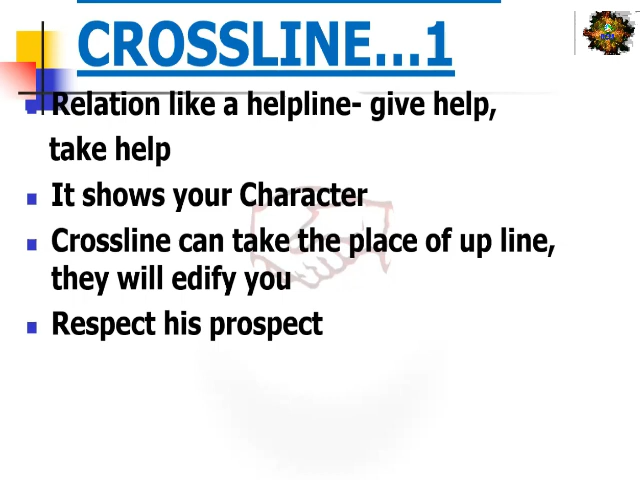 CROSSLINE...1
Relation like a helpline- give help,
take help
It shows your Character
Crossline can take the place of up line,
they will edify you
Respect his prospect